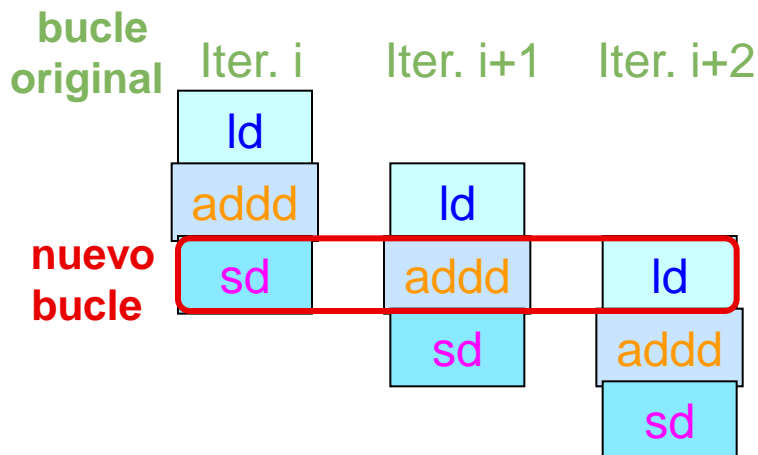 bucle
original
Iter. i
Iter. i+1
Iter. i+2
ld
addd
ld
nuevo
bucle
sd
addd
ld
sd
addd
sd